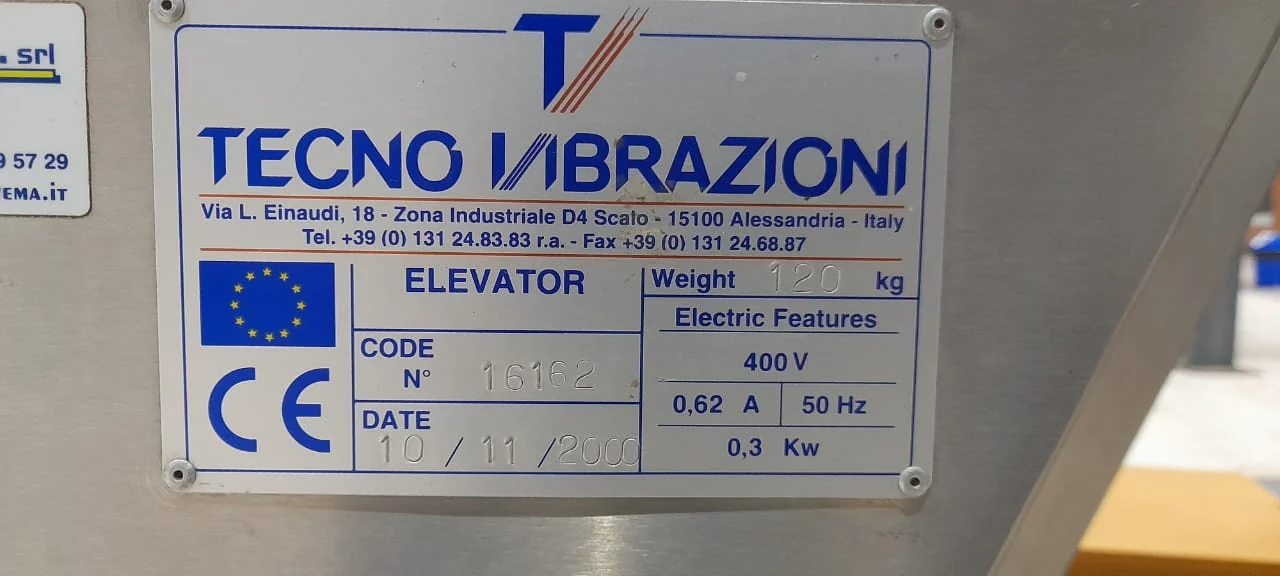 . srl
9 57 29
TEMA.IT
TECNO VIBRAZIONI
Via L. Einaudi, 18 - Zona Industriale D4 Scalo - 15100 Alessandria - Italy
Tel. +39 (0) 131 24.83.83 r.a. - Fax +39 (0) 131 24.68.87
ELEVATOR
CODE
N° 16162
DATE
10 / 11 / 2000
Weight 120 kg
Electric Features
400 V
0,62 A 50 Hz
0,3 Kw
CE